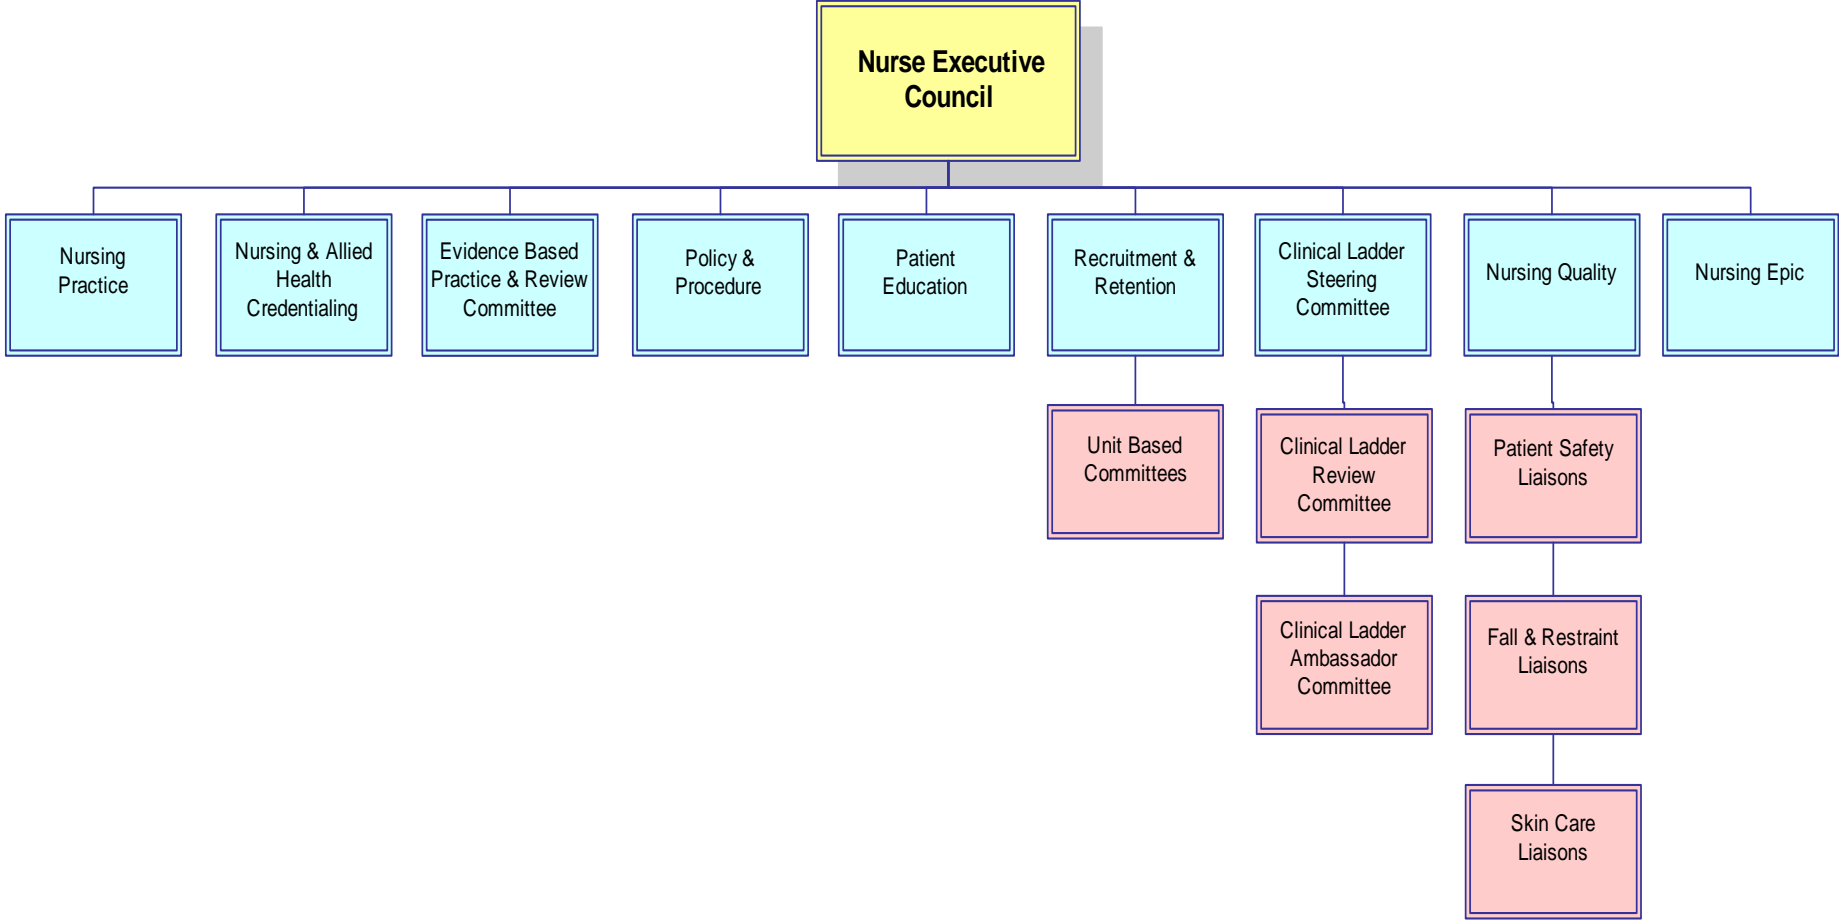 Nurse Executive
Council
Nursing
Practice
Nursing & Allied
Health
Credentialing
Evidence Based
Practice & Review
Committee
Policy &
Procedure
Patient
Education
Recruitment &
Retention
Clinical Ladder
Steering
Committee
Nursing Quality
Nursing Epic
Unit Based
Committees
Clinical Ladder
Review
Committee
Patient Safety
Liaisons
Clinical Ladder
Ambassador
Committee
Fall & Restraint
Liaisons
Skin Care
Liaisons